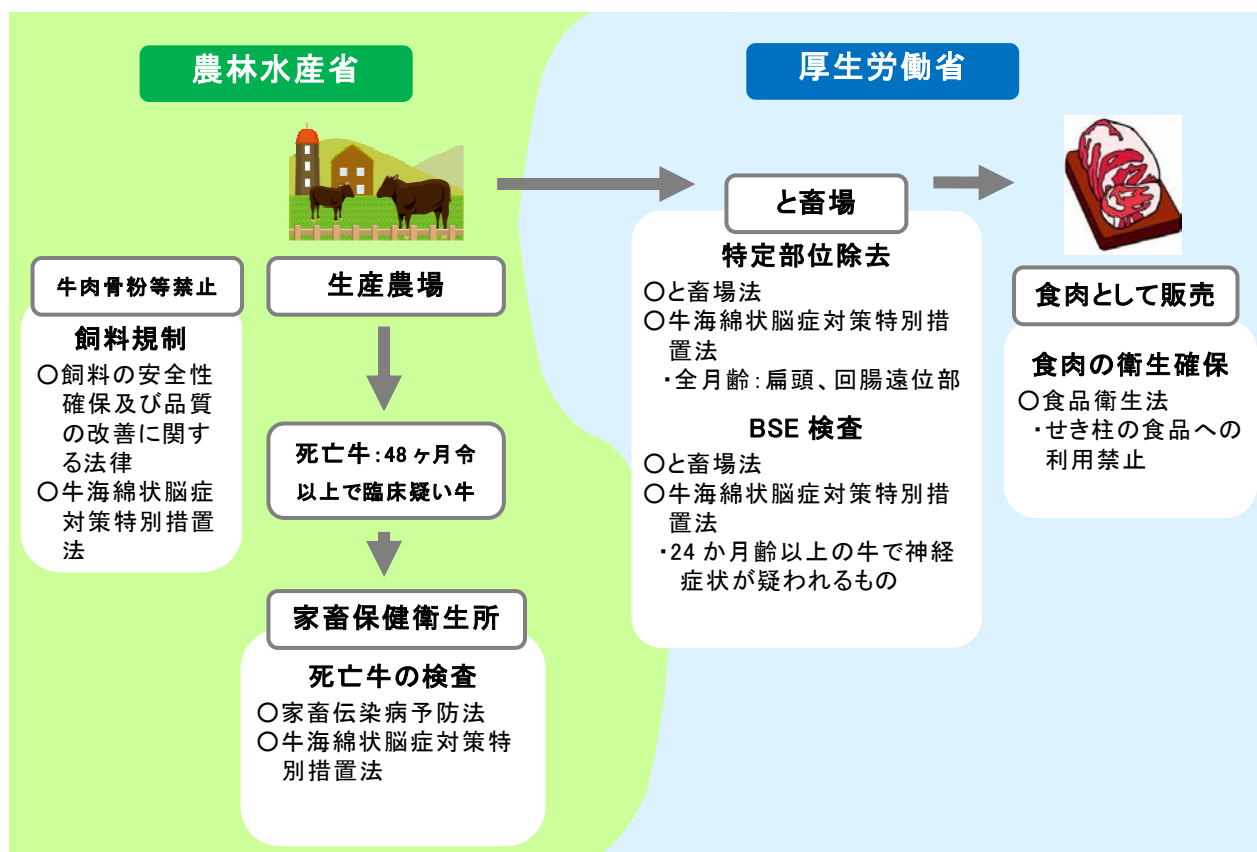 農林水産省
厚生労働省
牛肉骨粉等禁止
飼料規制
○飼料の安全性
確保及び品質
の改善に関す
る法律
○牛海綿状脳症
対策特別措置
法
生産農場
死亡牛:48ヶ月令
以上で臨床疑い牛
家畜保健衛生所
死亡牛の検査
○家畜伝染病予防法
○牛海綿状脳症対策特
別措置法
と畜場
特定部位除去
○と畜場法
○牛海綿状脳症対策特別措
置法
・全月齢:扁頭、回腸遠位部
BSE 検査
○と畜場法
○牛海綿状脳症対策特別措
置法
・24 か月齢以上の牛で神経
症状が疑われるもの
食肉として販売
食肉の衛生確保
○食品衛生法
・せき柱の食品への
利用禁止